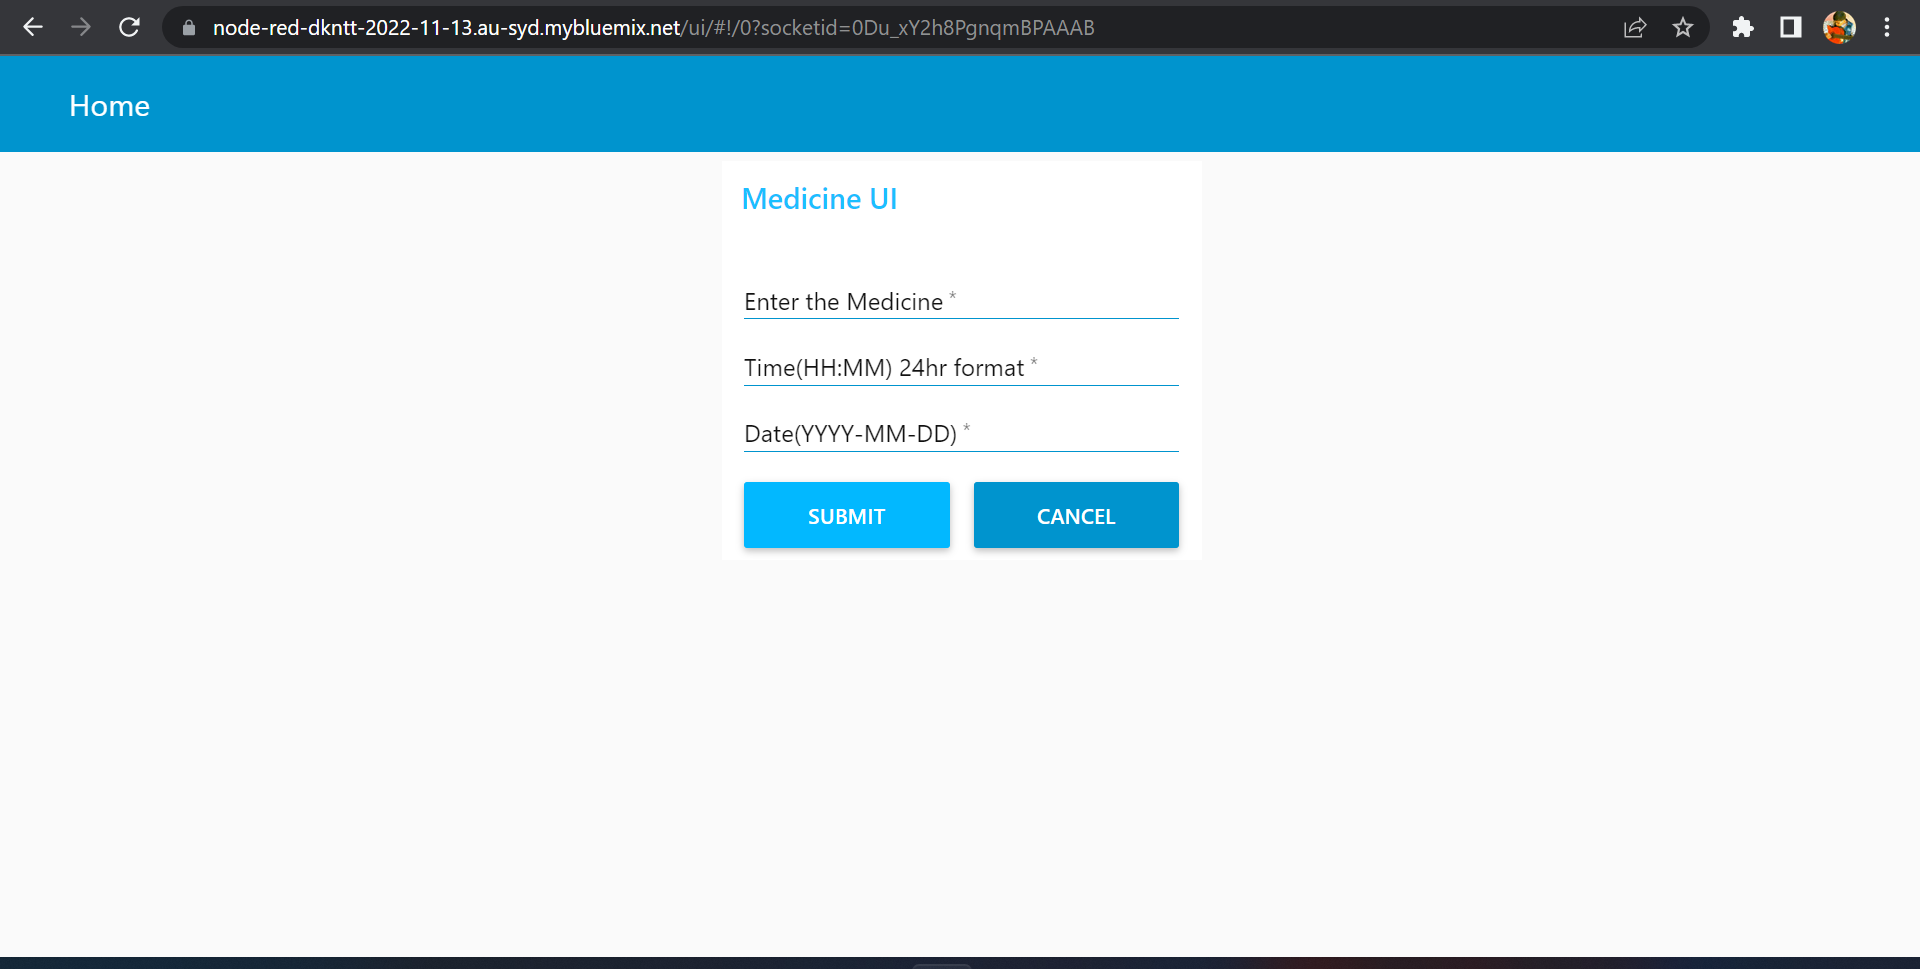 node-red-dkntt-2022-11-13.au-syd.mybluemix.net/ui/#!/0?socketid=0Du_xY2h8PgnqmBPAAAB
Home
Medicine UI
Enter the Medicine *
Time(HH:MM) 24hr format *
Date(YYYY-MM-DD) *
SUBMIT CANCEL